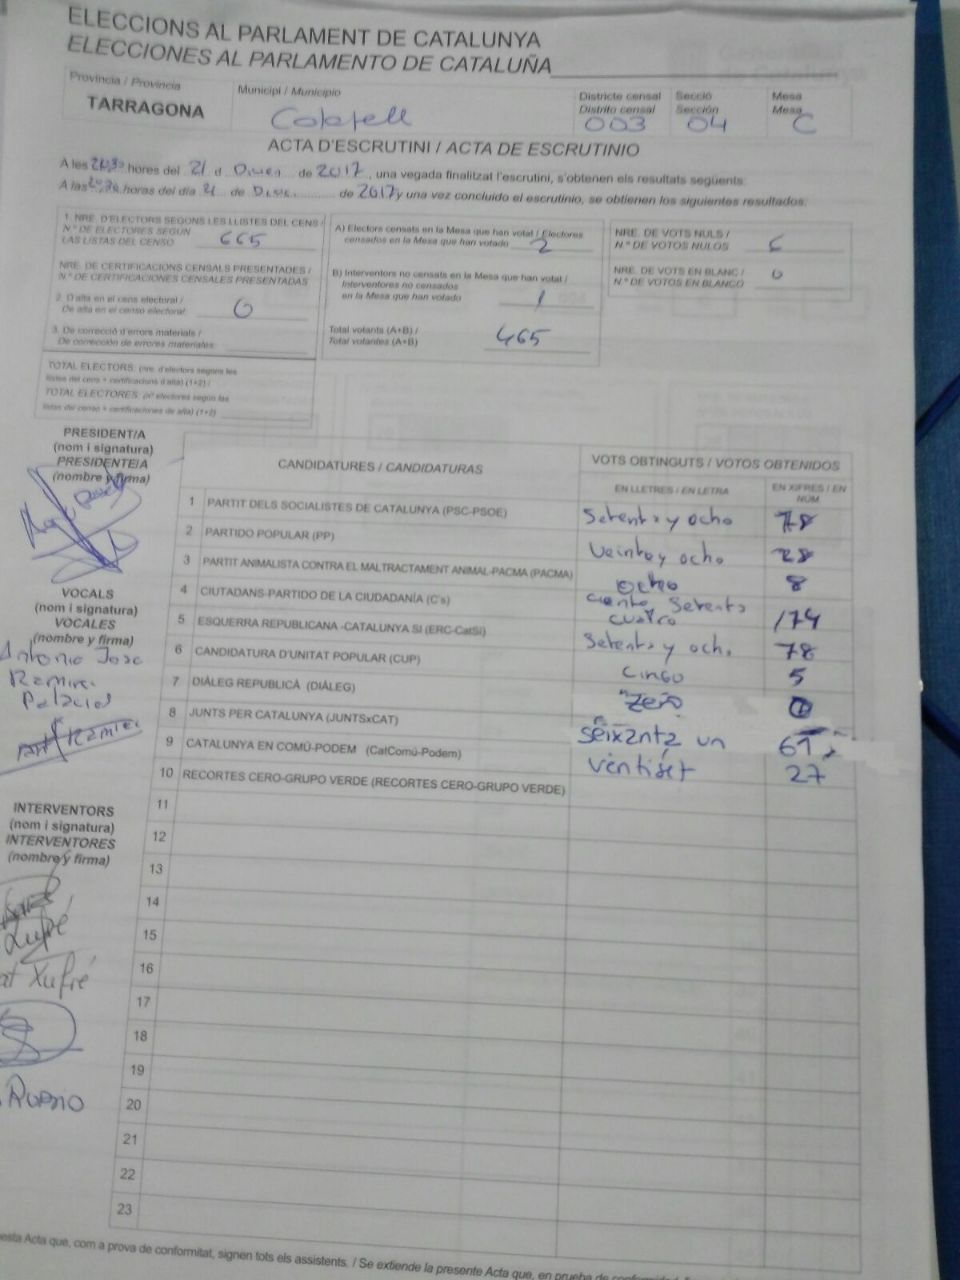 ELECCIONS AL PARLAMENT DE CATALUNYA
ELECCIONES AL PARLAMENTO DE CATALUÑA
Província / Provincia
TARRAGONA
Municipi / Municipio
Calafell
Districte censal
Distrito censal
003
Secció
Sección
04
Mesa
Mesa
C
ACTA D'ESCRUTINI / ACTA DE ESCRUTINIO
A les 20:30 hores del 21 d de 2017, una vegada finalitzat l'escrutini, s'obtenen els resultats següents:
A las 20:30 horas del día 21 de de 2017 y una vez concluido el escrutinio, se obtienen los siguientes resultados:
1. NRE. D'ELECTORS SEGONS LES LLISTES DEL CENS /
N.º DE ELECTORES SEGÚN
LAS LISTAS DEL CENSO 665
NRE. DE CERTIFICACIONS CENSALS PRESENTADES /
N.º DE CERTIFICACIONES CENSALES PRESENTADAS
2. D'alta en el cens electoral /
De alta en el censo electoral: 0
3. De correcció d'errors materials /
De corrección de errores materiales:
TOTAL ELECTORS: (nre. d'electors segons les
llistes del cens + certificacions d'alta) (1+2) /
TOTAL ELECTORES: (nº electores según las
listas del censo + certificaciones de alta) (1+2)
A) Electors censats en la Mesa que han votat / Electores
censados en la Mesa que han votado 2
B) Interventors no censats en la Mesa que han votat /
Interventores no censados
en la Mesa que han votado 1
Total votants (A+B) /
Total votantes (A+B) 465
NRE. DE VOTS NULS /
N.º DE VOTOS NULOS 6
NRE. DE VOTS EN BLANC /
N.º DE VOTOS EN BLANCO 0
PRESIDENT/A
(nom i signatura)
PRESIDENTE/A
(nombre y firma)
VOCALS
(nom i signatura)
VOCALES
(nombre y firma)
Antonio Jose
Ramirez
Palacios
INTERVENTORS
(nom i signatura)
INTERVENTORES
(nombre y firma)
Xufré
Xufré
Rubio
CANDIDATURES / CANDIDATURAS
VOTS OBTINGUTS / VOTOS OBTENIDOS
EN LLETRES / EN LETRA
EN XIFRES / EN NÚM
1 PARTIT DELS SOCIALISTES DE CATALUNYA (PSC-PSOE) Setenta y ocho 78
2 PARTIDO POPULAR (PP) Veinte y ocho 28
3 PARTIT ANIMALISTA CONTRA EL MALTRACTAMENT ANIMAL-PACMA (PACMA) ocho 8
4 CIUTADANS-PARTIDO DE LA CIUDADANÍA (C's) ciento setenta cuatro 174
5 ESQUERRA REPUBLICANA -CATALUNYA SI (ERC-CatSí) Setenta y ocho 78
6 CANDIDATURA D'UNITAT POPULAR (CUP) cinco 5
7 DIÀLEG REPUBLICÀ (DIÀLEG) zero 0
8 JUNTS PER CATALUNYA (JUNTSxCAT) seixanta un 61
9 CATALUNYA EN COMÚ-PODEM (CatComú-Podem) ventiset 27
10 RECORTES CERO-GRUPO VERDE (RECORTES CERO-GRUPO VERDE)
11
12
13
14
15
16
17
18
19
20
21
22
23
esta Acta que, com a prova de conformitat, signen tots els assistents. / Se extiende la presente Acta que, en prueba de conformidad,